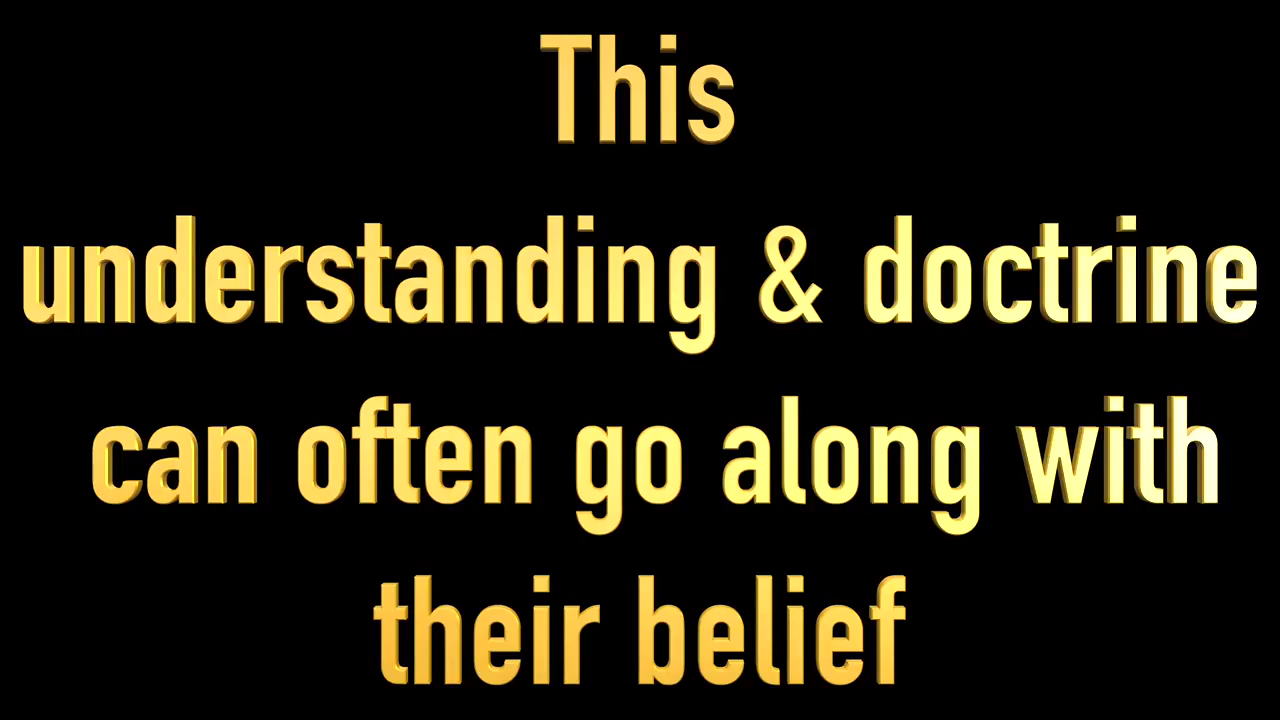 This
understanding & doctrine
can often go along with
their belief